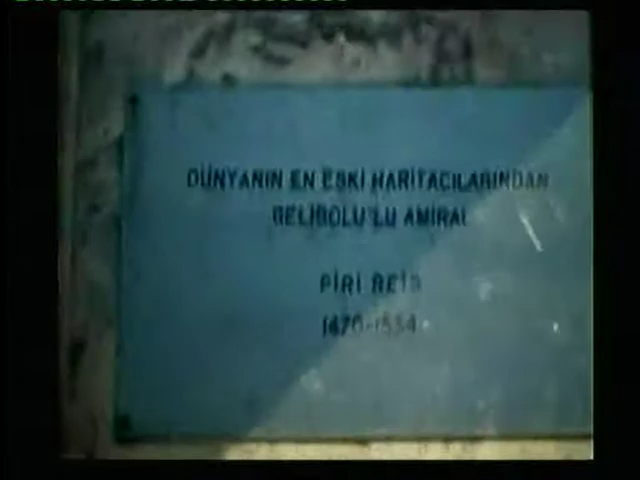 DÜNYANIN EN ESKİ HARİTACILARINDAN
GELİBOLU'LU AMİRAL
PİRİ REİS
1470-1554